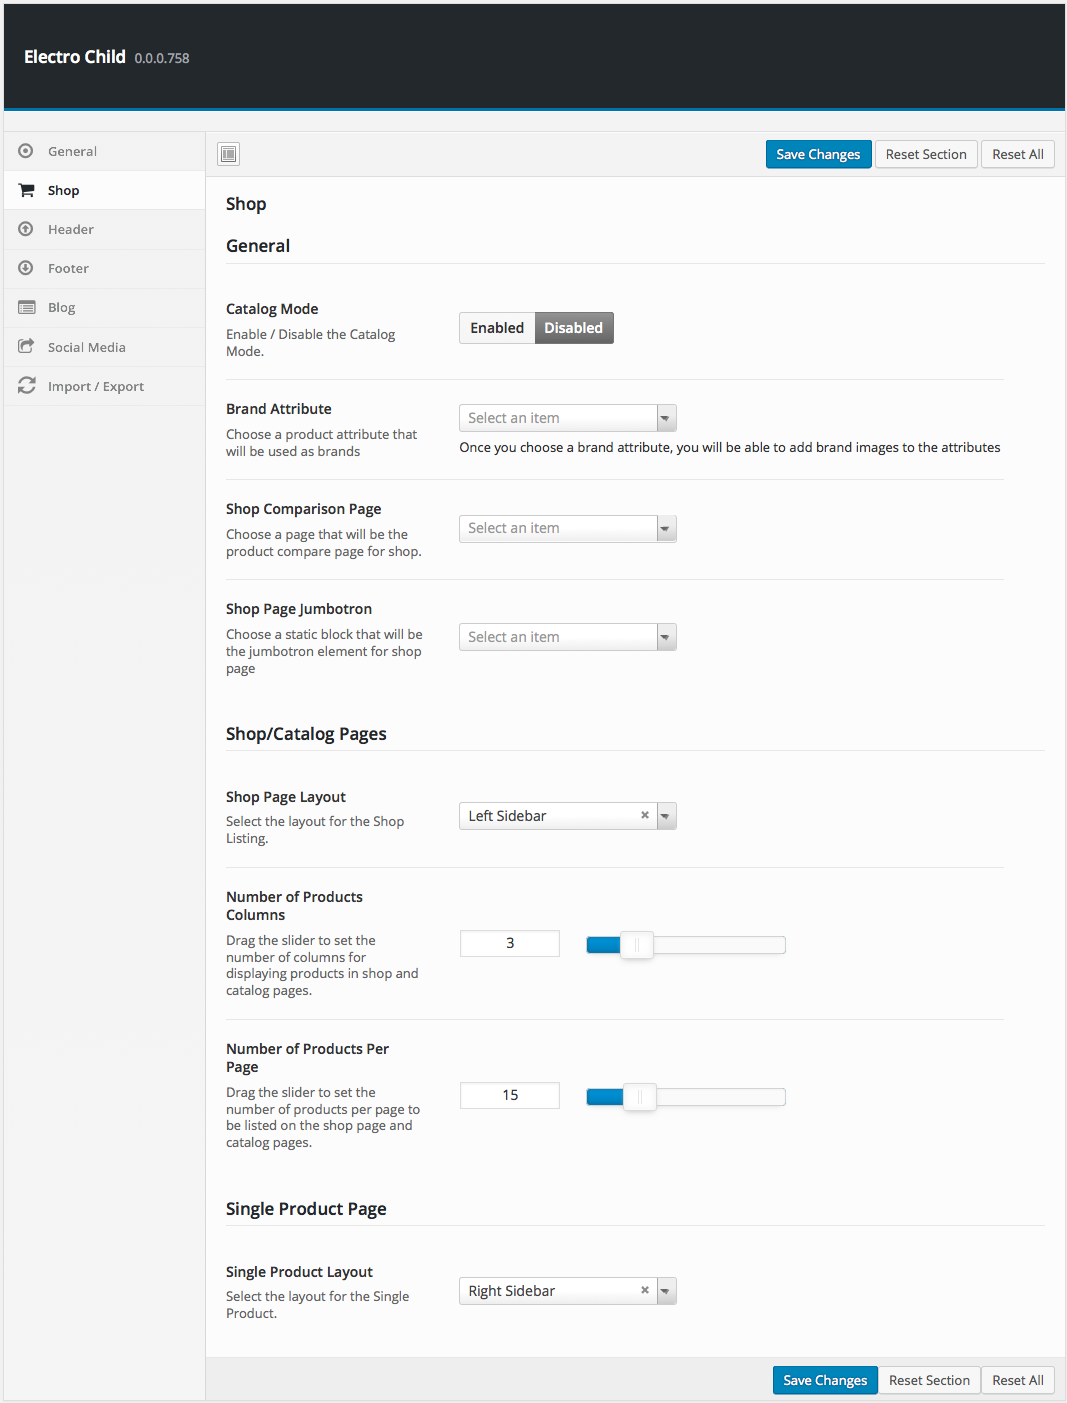 Electro Child 0.0.0.758
General
Shop
Header
Footer
Blog
Social Media
Import / Export
Save Changes
Reset Section
Reset All
Shop
General
Catalog Mode
Enable / Disable the Catalog
Mode.
Enabled
Disabled
Brand Attribute
Choose a product attribute that
will be used as brands
Select an item
Once you choose a brand attribute, you will be able to add brand images to the attributes
Shop Comparison Page
Choose a page that will be the
product compare page for shop.
Select an item
Shop Page Jumbotron
Choose a static block that will be
the jumbotron element for shop
page
Select an item
Shop/Catalog Pages
Shop Page Layout
Select the layout for the Shop
Listing.
Left Sidebar
Number of Products
Columns
Drag the slider to set the
number of columns for
displaying products in shop and
catalog pages.
3
Number of Products Per
Page
Drag the slider to set the
number of products per page to
be listed on the shop page and
catalog pages.
15
Single Product Page
Single Product Layout
Select the layout for the Single
Product.
Right Sidebar
Save Changes
Reset Section
Reset All